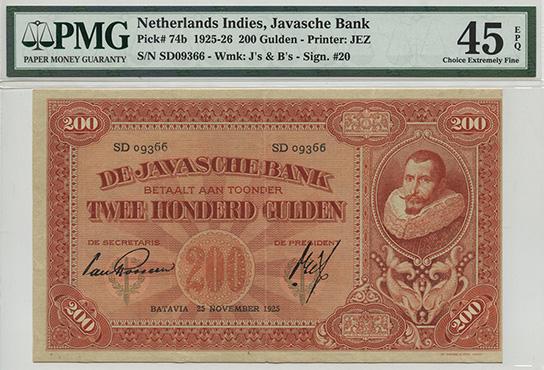 PMG
PAPER MONEY GUARANTY
Netherlands Indies, Javasche Bank
Pick# 74b 1925-26 200 Gulden - Printer: JEZ
S/N SD09366 - Wmk: J's & B's - Sign. #20
45 EPQ
Choice Extremely Fine
200 200
SD 09366 SD 09366
DE JAVASCHE BANK
BETAALT AAN TOONDER
TWEE HONDERD GULDEN
DE SECRETARIS DE PRESIDENT
200
BATAVIA 25 NOVEMBER 1925
200 200